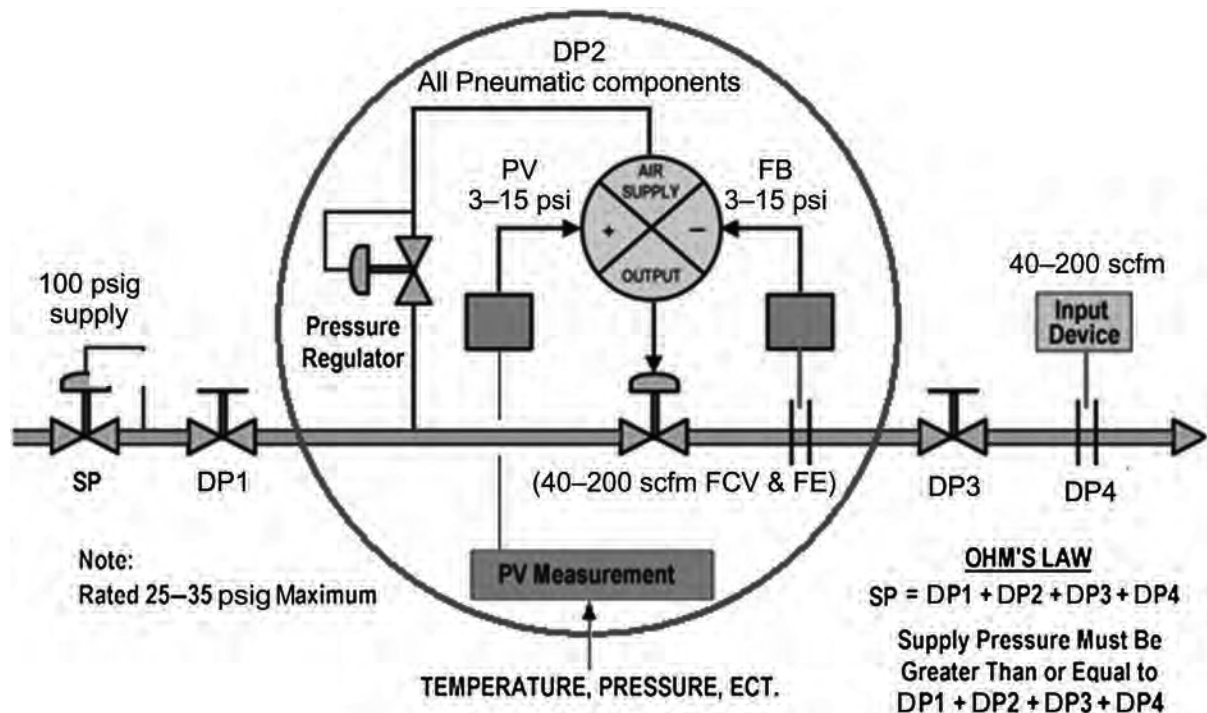 DP2
All Pneumatic components
PV
3–15 psi
AIR
SUPPLY
FB
3–15 psi
+
–
OUTPUT
100 psig
supply
Pressure
Regulator
40–200 scfm
Input
Device
SP
DP1
(40–200 scfm FCV & FE)
DP3
DP4
Note:
Rated 25–35 psig Maximum
PV Measurement
TEMPERATURE, PRESSURE, ECT.
OHM'S LAW
SP = DP1 + DP2 + DP3 + DP4
Supply Pressure Must Be
Greater Than or Equal to
DP1 + DP2 + DP3 + DP4